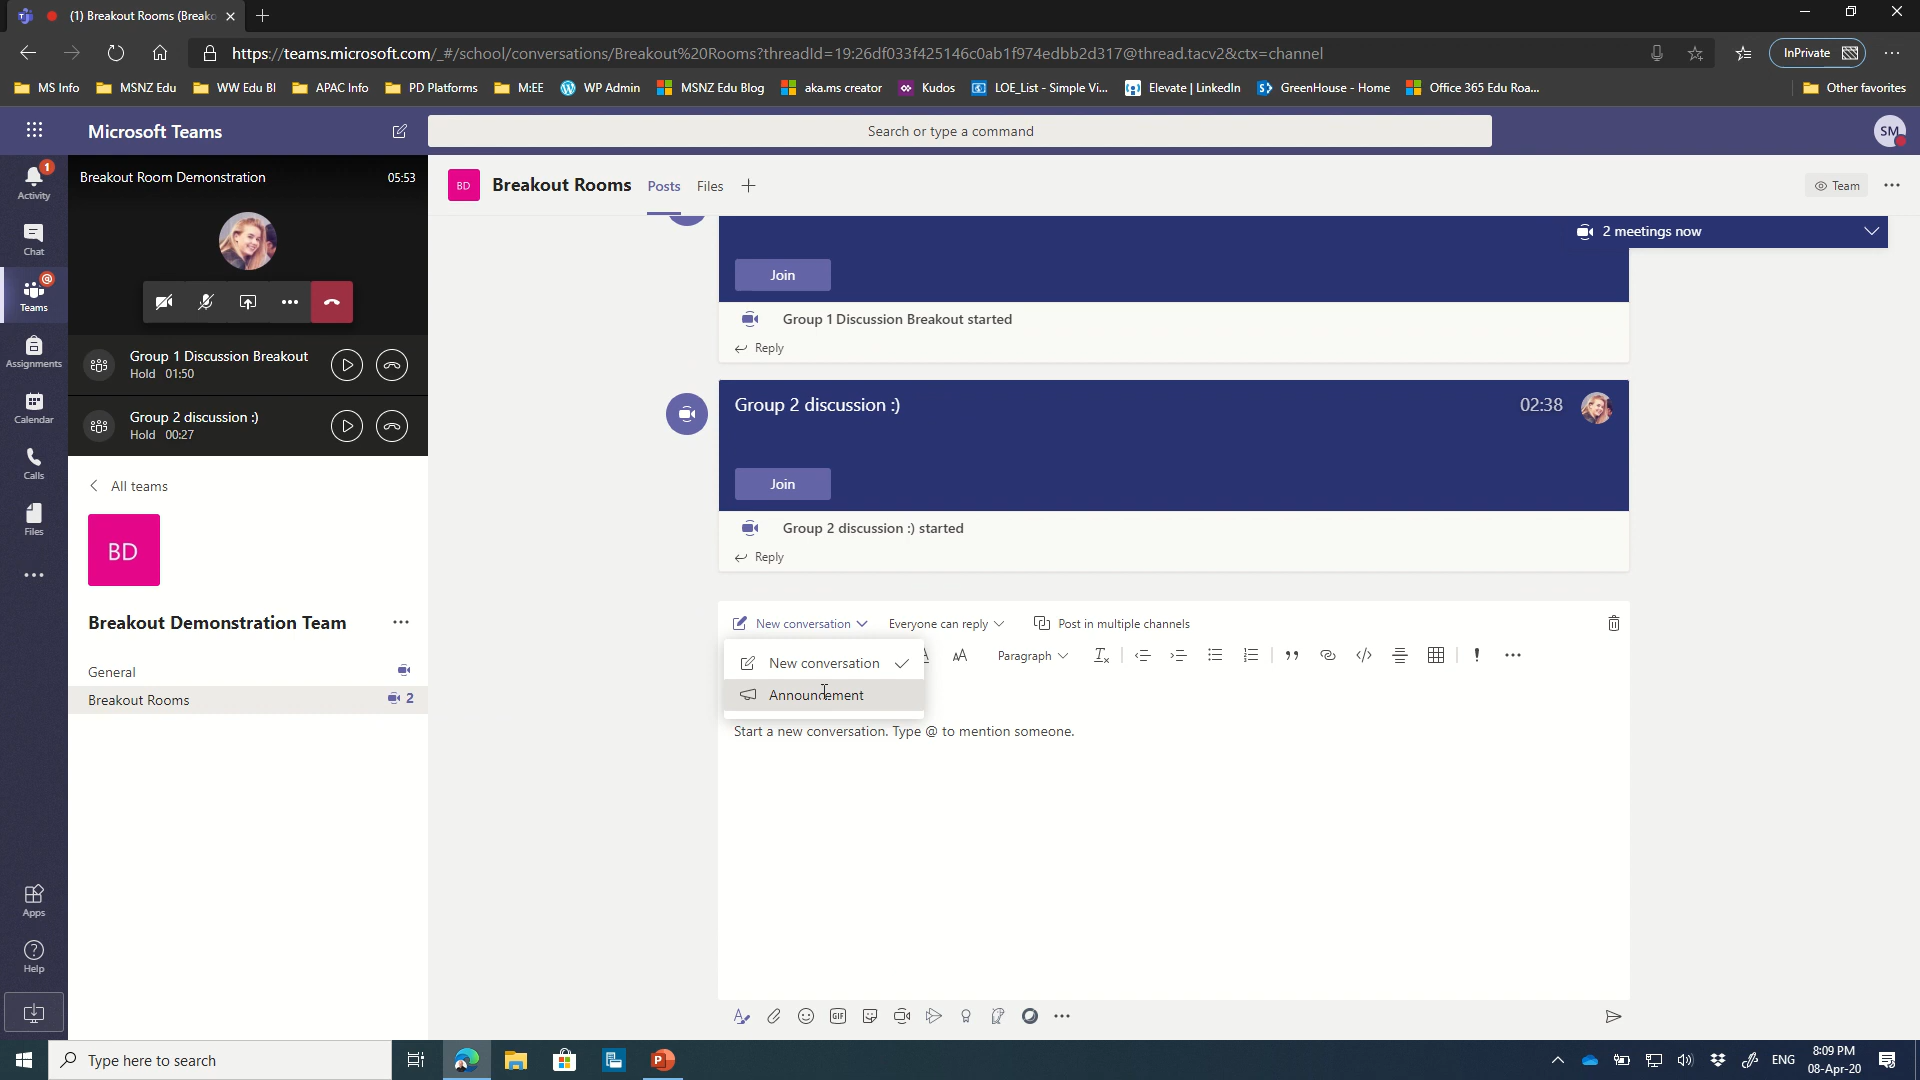 (1) Breakout Rooms (Breako
https://teams.microsoft.com/_#/school/conversations/Breakout%20Rooms?threadId=19:26df033f425146c0ab1f974edbb2d317@thread.tacv2&ctx=channel
InPrivate
MS Info
MSNZ Edu
WW Edu BI
APAC Info
PD Platforms
M:EE
WP Admin
MSNZ Edu Blog
aka.ms creator
Kudos
LOE_List - Simple Vi...
Elevate | LinkedIn
GreenHouse - Home
Office 365 Edu Roa...
Other favorites
Microsoft Teams
Search or type a command
SM
1
Activity
Chat
@
Teams
Assignments
Calendar
Calls
Files
Apps
Help
Breakout Room Demonstration
05:53
Group 1 Discussion Breakout
Hold 01:50
Group 2 discussion :)
Hold 00:27
All teams
BD
Breakout Demonstration Team
General
Breakout Rooms
2
BD
Breakout Rooms
Posts
Files
Team
2 meetings now
Join
Group 1 Discussion Breakout started
Reply
Group 2 discussion :)
02:38
Join
Group 2 discussion :) started
Reply
New conversation
Everyone can reply
Post in multiple channels
New conversation
Announcement
Paragraph
Start a new conversation. Type @ to mention someone.
GIF
Type here to search
ENG
8:09 PM
08-Apr-20